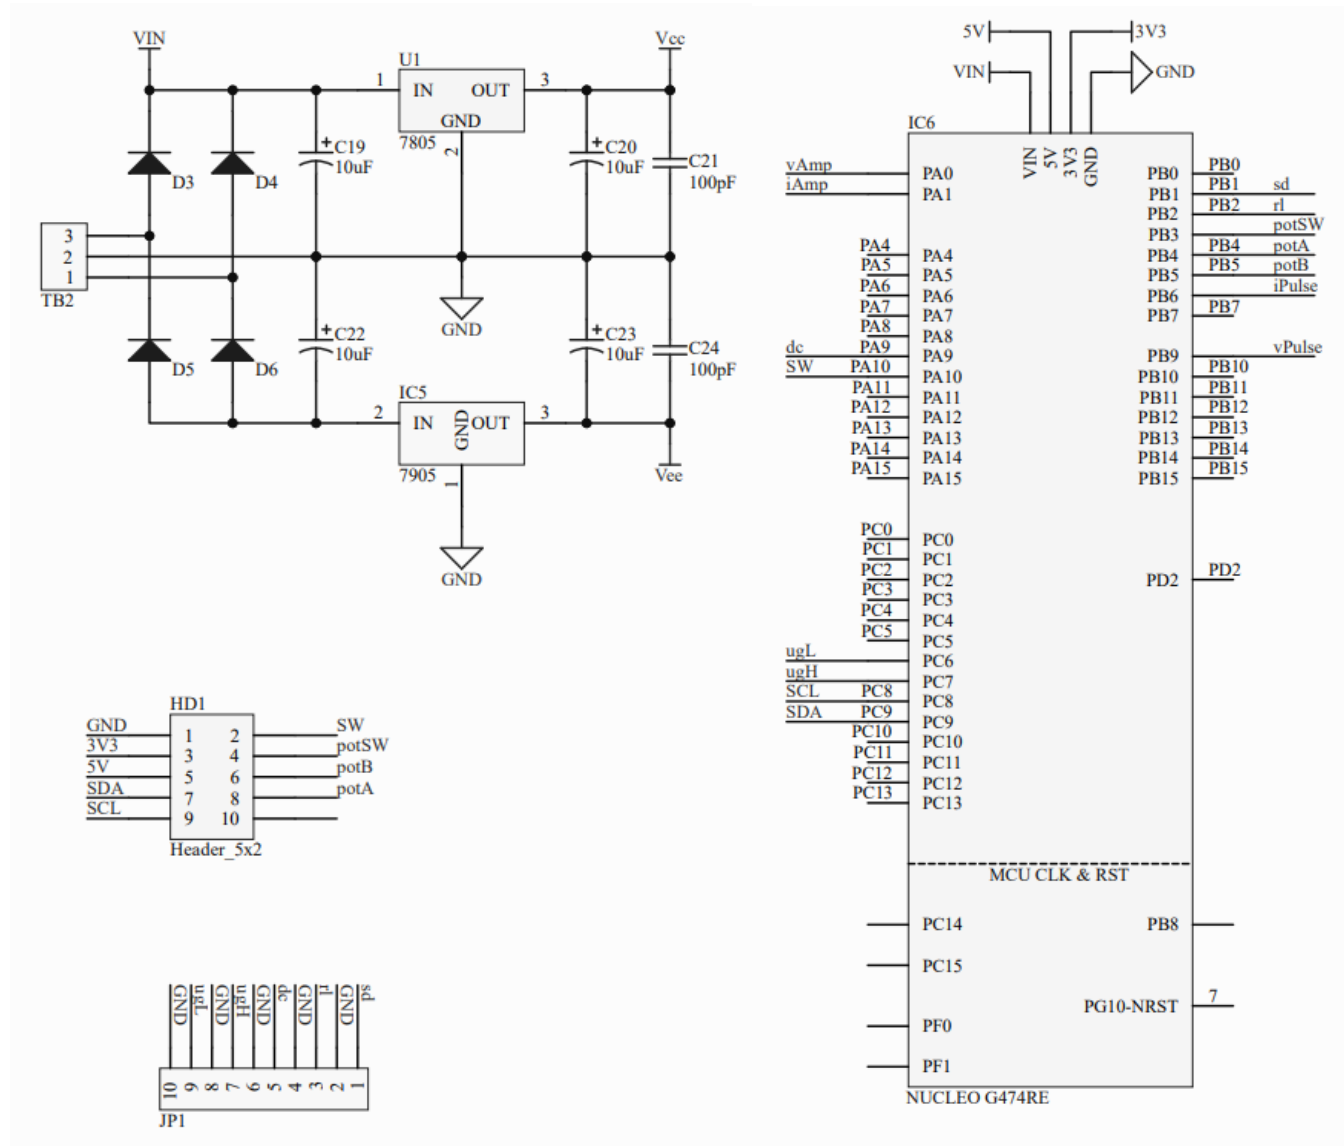 VIN
Vcc
U1
1
IN
OUT
3
GND
2
7805
+
C19
10uF
+
C20
10uF
C21
100pF
D3
D4
3
2
1
TB2
GND
+
C22
10uF
+
C23
10uF
C24
100pF
D5
D6
IC5
2
IN
GND
OUT
3
7905
1
Vee
GND
HD1
GND
1
2
SW
3V3
3
4
potSW
5V
5
6
potB
SDA
7
8
potA
SCL
9
10
Header_5x2
GND
ugL
GND
ugH
GND
dc
GND
rl
GND
sd
10
9
8
7
6
5
4
3
2
1
JP1
5V
3V3
VIN
GND
IC6
VIN
5V
3V3
GND
vAmp
PA0
PB0
PB0
iAmp
PA1
PB1
PB1
sd
PB2
PB2
rl
PB3
potSW
PA4
PA4
PB4
PB4
potA
PA5
PA5
PB5
PB5
potB
PA6
PA6
PB6
iPulse
PA7
PA7
PB7
PB7
PA8
PA8
dc
PA9
PA9
PB9
vPulse
SW
PA10
PA10
PB10
PB10
PA11
PA11
PB11
PB11
PA12
PA12
PB12
PB12
PA13
PA13
PB13
PB13
PA14
PA14
PB14
PB14
PA15
PA15
PB15
PB15
PC0
PC0
PC1
PC1
PC2
PC2
PD2
PD2
PC3
PC3
PC4
PC4
PC5
PC5
ugL
PC6
ugH
PC7
SCL
PC8
PC8
SDA
PC9
PC9
PC10
PC10
PC11
PC11
PC12
PC12
PC13
PC13
MCU CLK & RST
PC14
PB8
PC15
PG10-NRST
7
PF0
PF1
NUCLEO G474RE